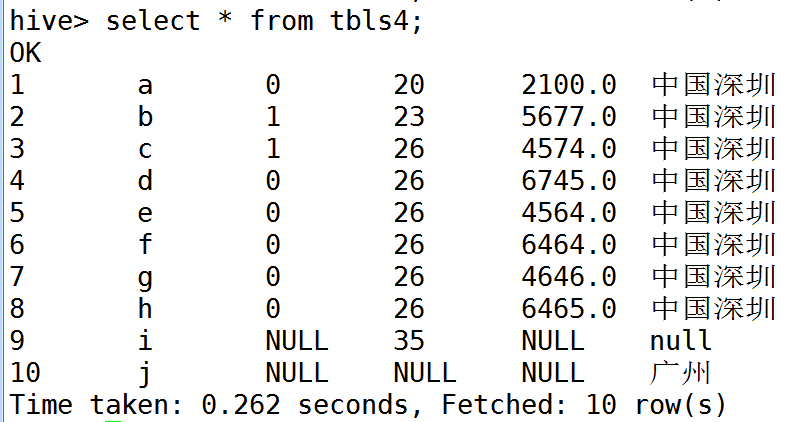 hive> select * from tbls4;
OK
1 a 0 20 2100.0 中国深圳
2 b 1 23 5677.0 中国深圳
3 c 1 26 4574.0 中国深圳
4 d 0 26 6745.0 中国深圳
5 e 0 26 4564.0 中国深圳
6 f 0 26 6464.0 中国深圳
7 g 0 26 4646.0 中国深圳
8 h 0 26 6465.0 中国深圳
9 i NULL 35 NULL null
10 j NULL NULL NULL 广州
Time taken: 0.262 seconds, Fetched: 10 row(s)